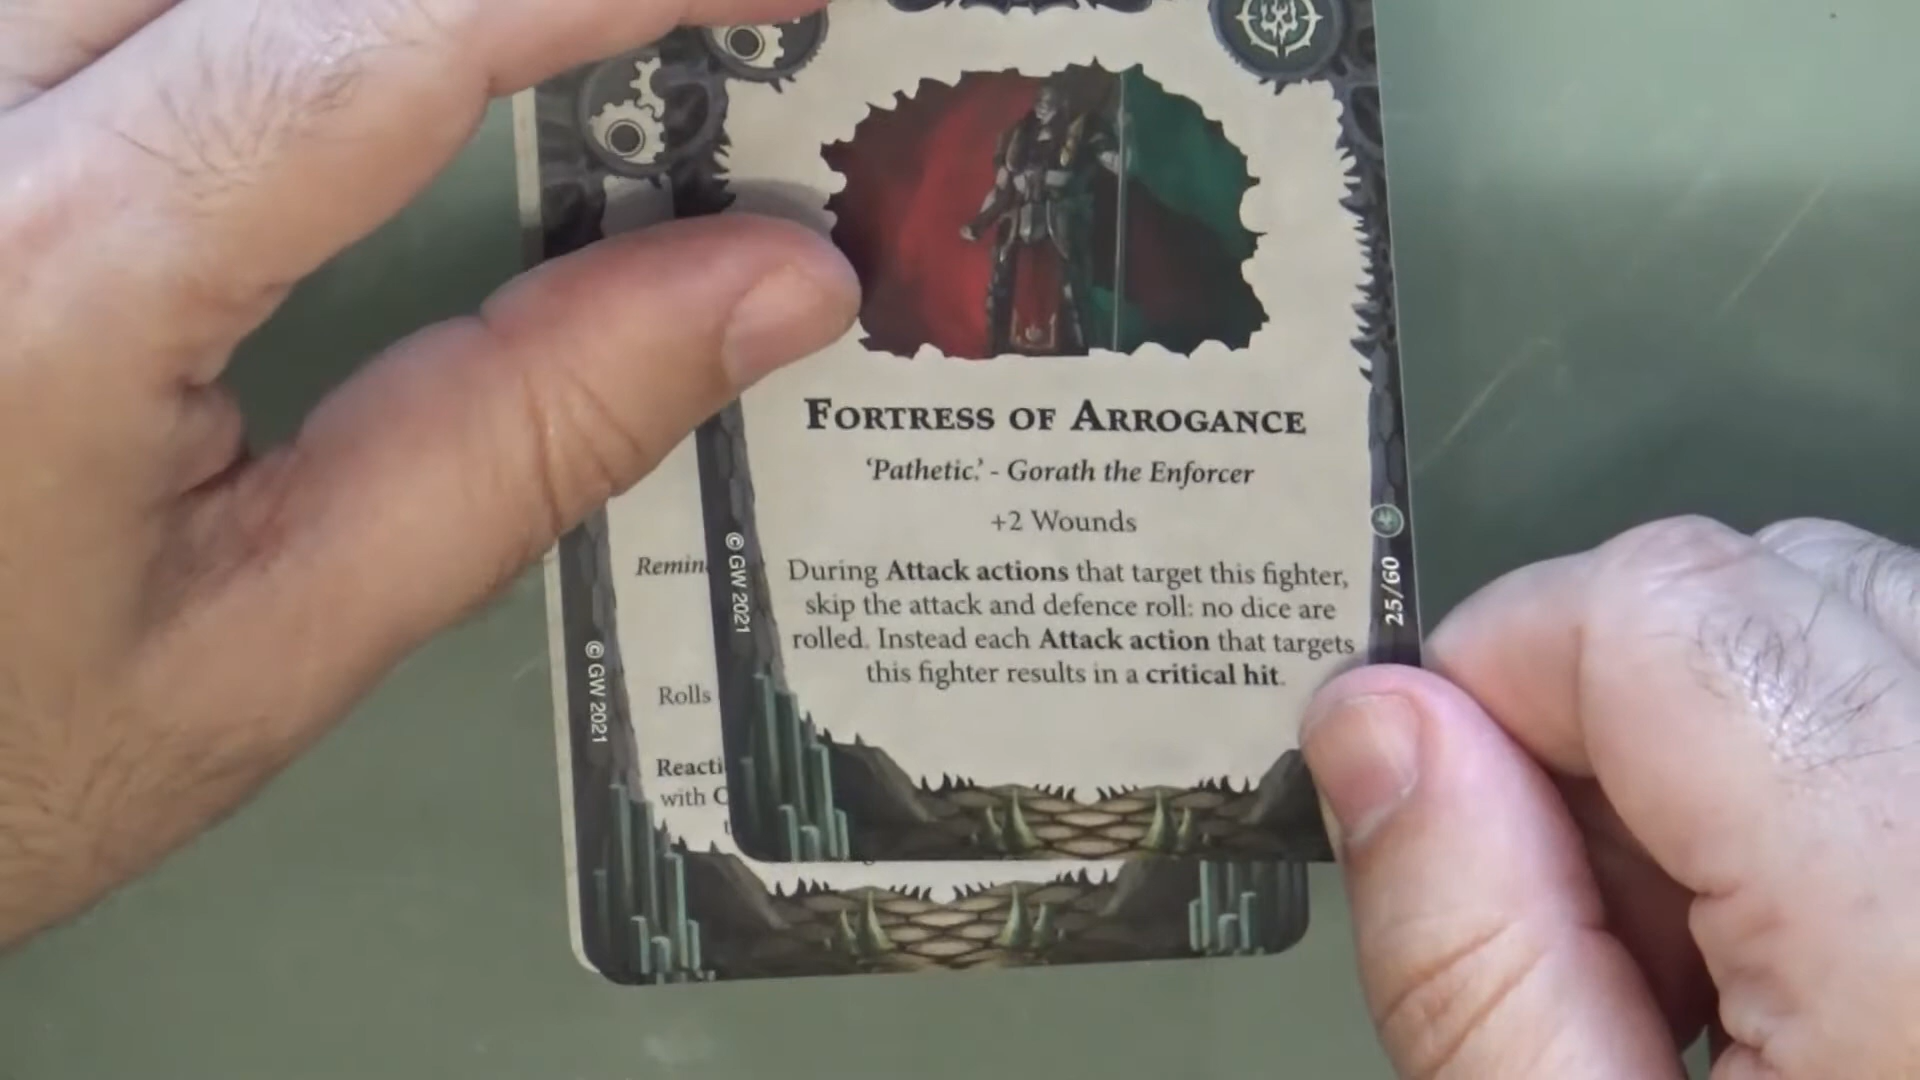 FORTRESS OF ARROGANCE
'Pathetic.' - Gorath the Enforcer
+2 Wounds
During Attack actions that target this fighter,
skip the attack and defence roll: no dice are
rolled. Instead each Attack action that targets
this fighter results in a critical hit.
© GW 2021
25/60
Remin
Rolls
Reacti
with C
© GW 2021